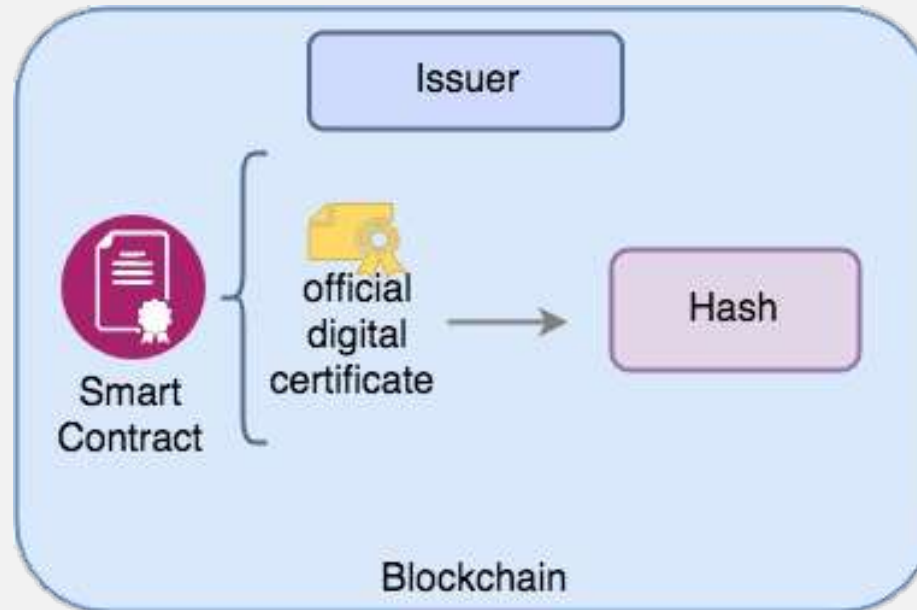 Issuer
official
digital
certificate
Hash
Smart
Contract
Blockchain